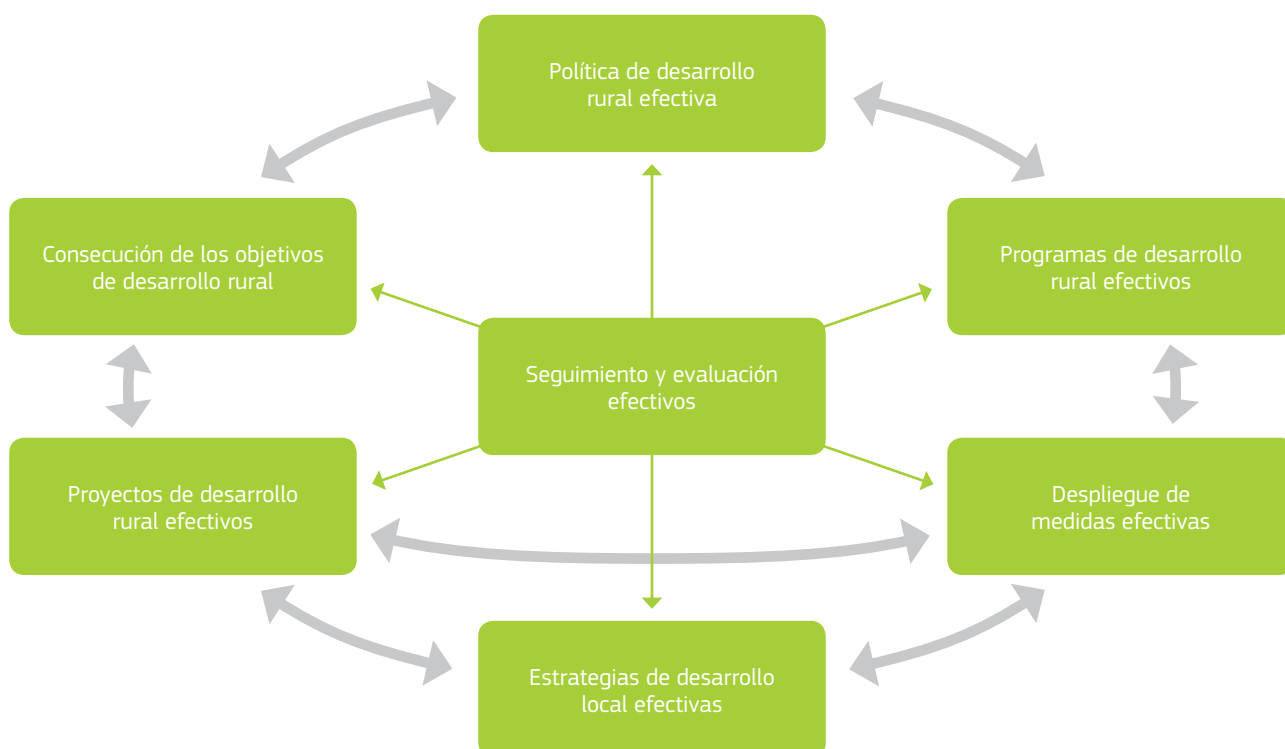 Política de desarrollo
rural efectiva
Consecución de los objetivos
de desarrollo rural
Programas de desarrollo
rural efectivos
Seguimiento y evaluación
efectivos
Proyectos de desarrollo
rural efectivos
Despliegue de
medidas efectivas
Estrategias de desarrollo
local efectivas